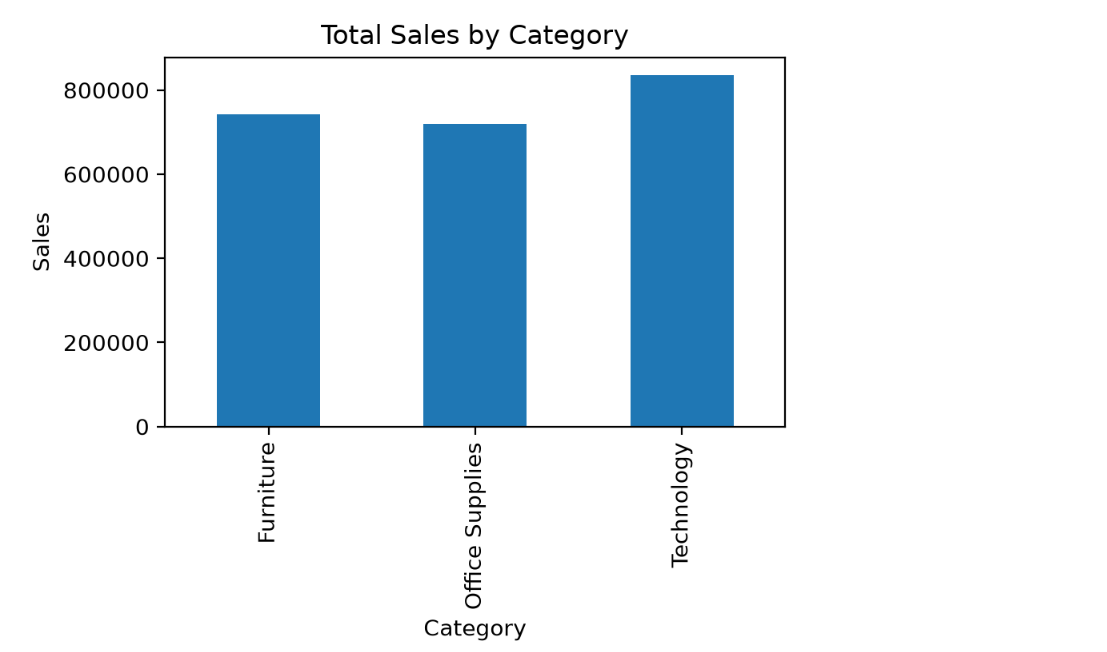 Total Sales by Category
Sales
800000
600000
400000
200000
0
Furniture
Office Supplies
Technology
Category